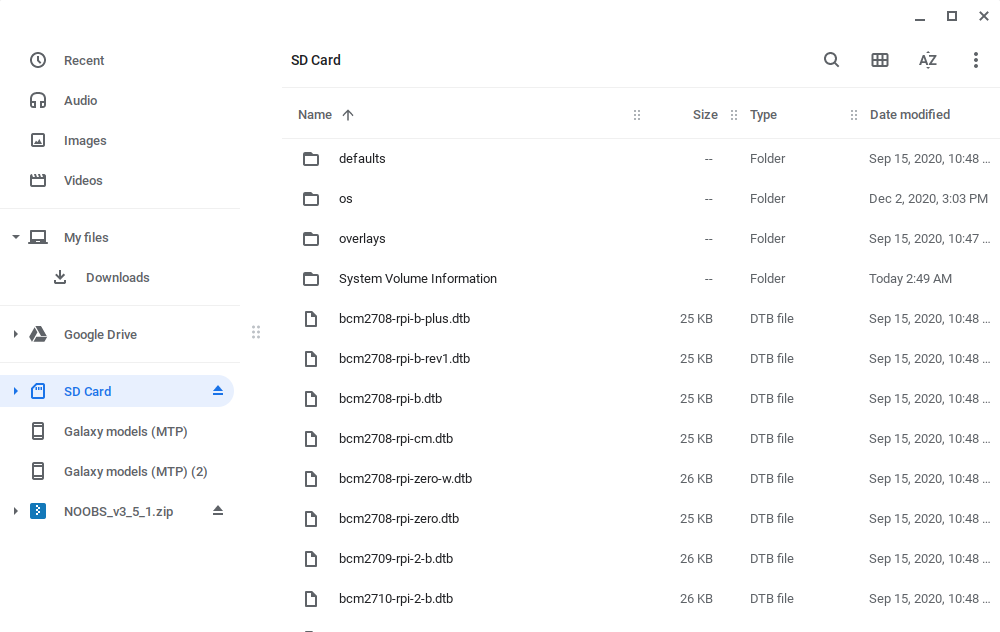 Recent
Audio
Images
Videos
My files
Downloads
Google Drive
SD Card
Galaxy models (MTP)
Galaxy models (MTP) (2)
NOOBS_v3_5_1.zip
SD Card
AZ
Name Size Type Date modified
defaults -- Folder Sep 15, 2020, 10:48 ...
os -- Folder Dec 2, 2020, 3:03 PM
overlays -- Folder Sep 15, 2020, 10:47 ...
System Volume Information -- Folder Today 2:49 AM
bcm2708-rpi-b-plus.dtb 25 KB DTB file Sep 15, 2020, 10:48 ...
bcm2708-rpi-b-rev1.dtb 25 KB DTB file Sep 15, 2020, 10:48 ...
bcm2708-rpi-b.dtb 25 KB DTB file Sep 15, 2020, 10:48 ...
bcm2708-rpi-cm.dtb 25 KB DTB file Sep 15, 2020, 10:48 ...
bcm2708-rpi-zero-w.dtb 26 KB DTB file Sep 15, 2020, 10:48 ...
bcm2708-rpi-zero.dtb 25 KB DTB file Sep 15, 2020, 10:48 ...
bcm2709-rpi-2-b.dtb 26 KB DTB file Sep 15, 2020, 10:48 ...
bcm2710-rpi-2-b.dtb 26 KB DTB file Sep 15, 2020, 10:48 ...